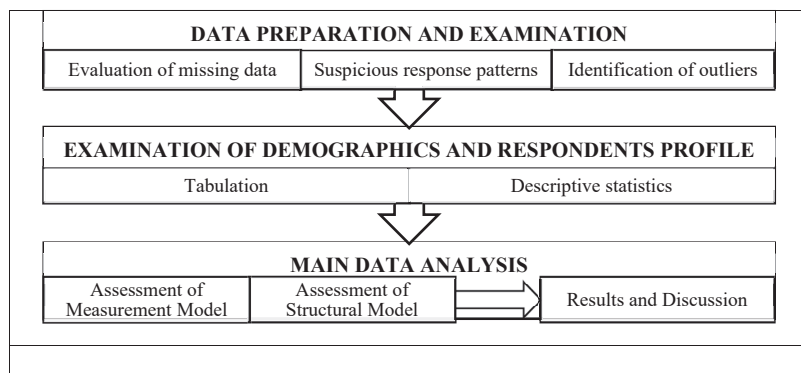 DATA PREPARATION AND EXAMINATION
Evaluation of missing data
Suspicious response patterns
Identification of outliers
EXAMINATION OF DEMOGRAPHICS AND RESPONDENTS PROFILE
Tabulation
Descriptive statistics
MAIN DATA ANALYSIS
Assessment of
Measurement Model
Assessment of
Structural Model
Results and Discussion